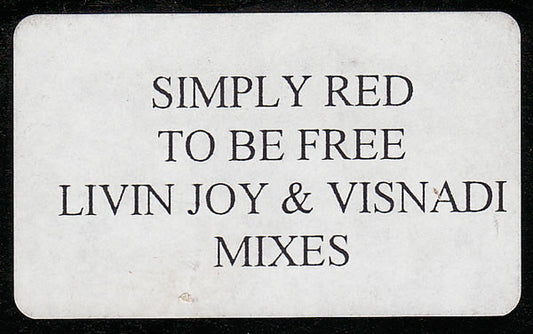 SIMPLY RED
TO BE FREE
LIVIN JOY & VISNADI
MIXES